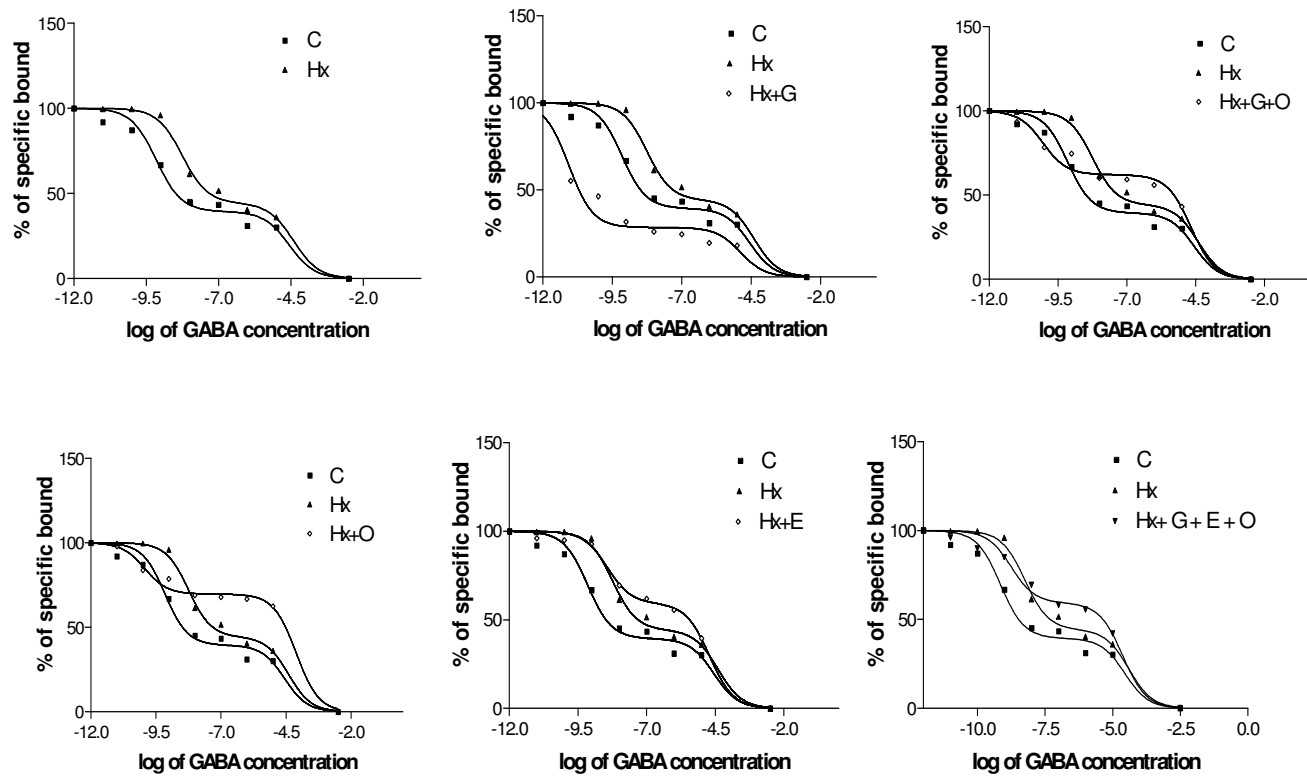 150
100
50
0
% of specific bound
C
Hx
-12.0 -9.5 -7.0 -4.5 -2.0
log of GABA concentration
150
100
50
0
% of specific bound
C
Hx
Hx+G
-12.0 -9.5 -7.0 -4.5 -2.0
log of GABA concentration
150
100
50
0
% of specific bound
C
Hx
Hx+G+O
-12.0 -9.5 -7.0 -4.5 -2.0
log of GABA concentration
150
100
50
0
% of specific bound
C
Hx
Hx+O
-12.0 -9.5 -7.0 -4.5 -2.0
log of GABA concentration
150
100
50
0
% of specific bound
C
Hx
Hx+E
-12.0 -9.5 -7.0 -4.5 -2.0
log of GABA concentration
150
100
50
0
% of specific bound
C
Hx
Hx+ G + E + O
-10.0 -7.5 -5.0 -2.5 0.0
log of GABA concentration